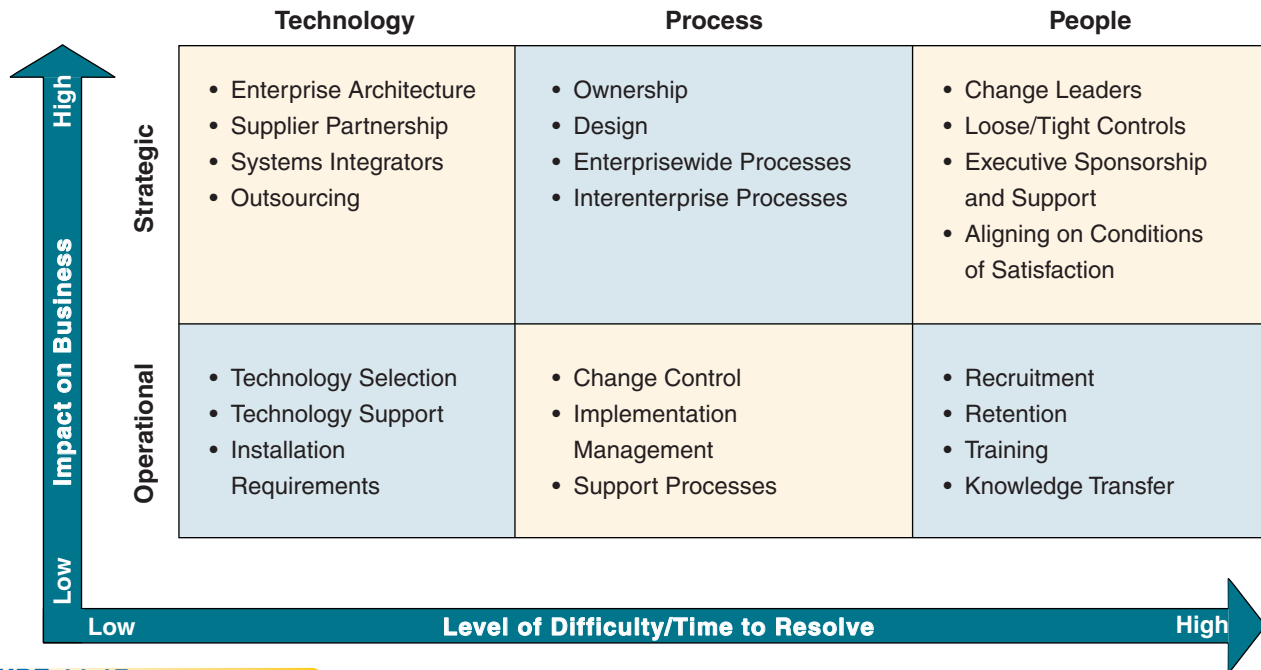 Technology
Process
People
High
Impact on Business
Low
Strategic
• Enterprise Architecture
• Supplier Partnership
• Systems Integrators
• Outsourcing
• Ownership
• Design
• Enterprisewide Processes
• Interenterprise Processes
• Change Leaders
• Loose/Tight Controls
• Executive Sponsorship
and Support
• Aligning on Conditions
of Satisfaction
Operational
• Technology Selection
• Technology Support
• Installation
Requirements
• Change Control
• Implementation
Management
• Support Processes
• Recruitment
• Retention
• Training
• Knowledge Transfer
Low
Level of Difficulty/Time to Resolve
High